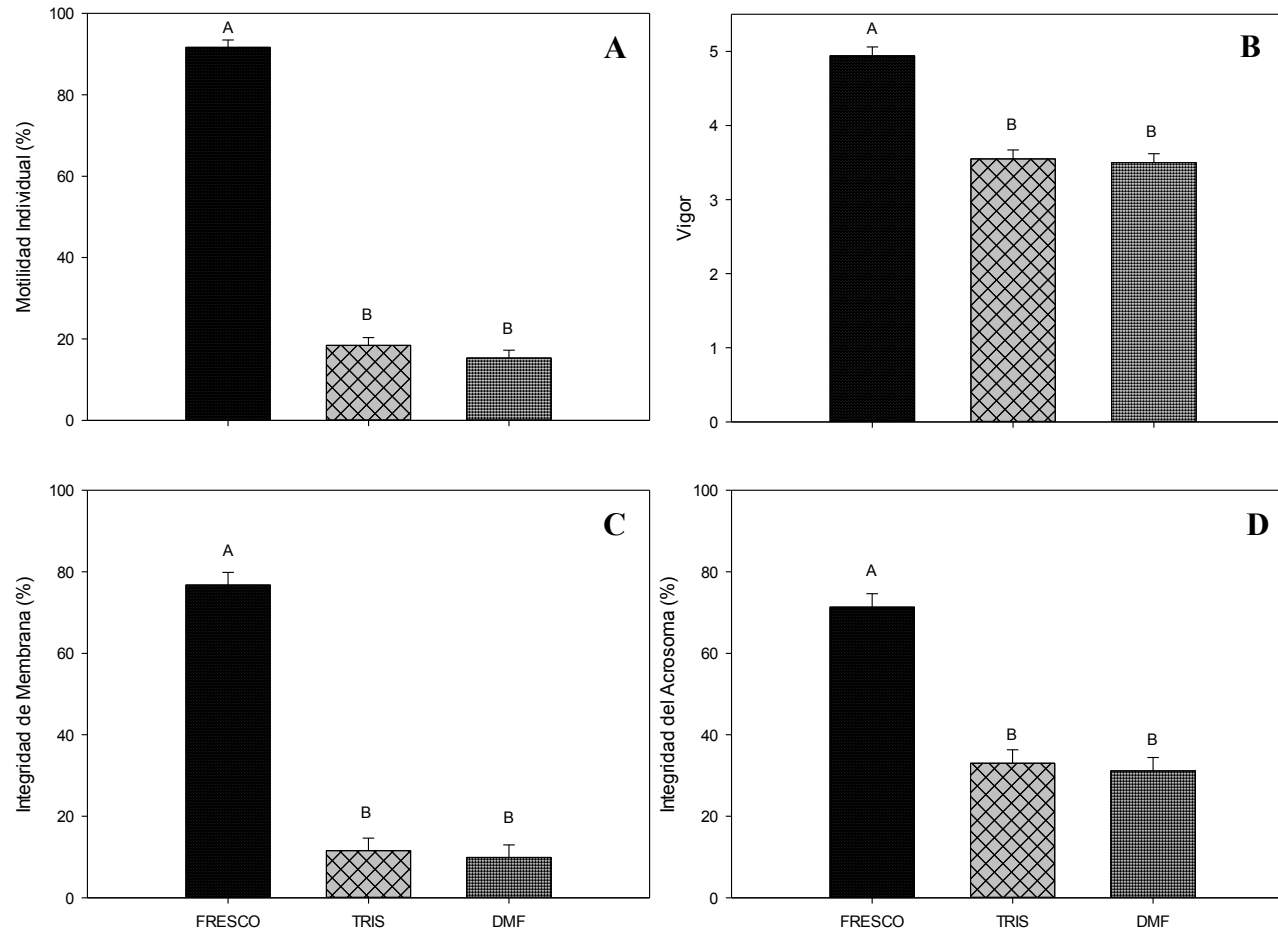 A
Motilidad Individual (%)
100
80
60
40
20
0
A
B
B
B
Vigor
5
4
3
2
1
0
A
B
B
C
Integridad de Membrana (%)
100
80
60
40
20
0
A
B
B
FRESCO TRIS DMF
D
Integridad del Acrosoma (%)
100
80
60
40
20
0
A
B
B
FRESCO TRIS DMF